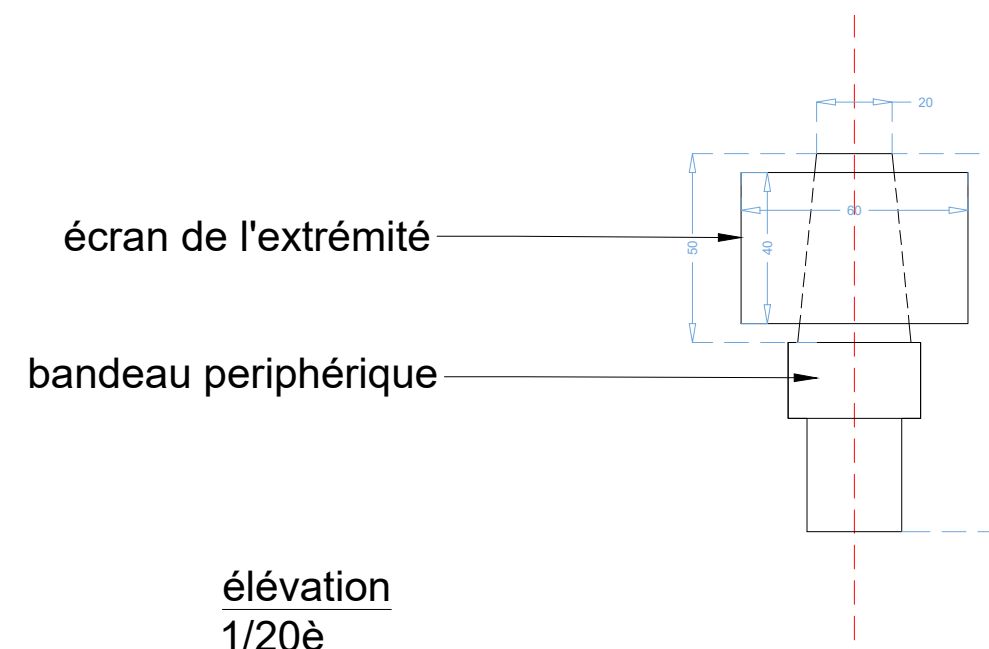 20
écran de l'extrémité
60
50
40
bandeau periphérique
élévation
1/20è